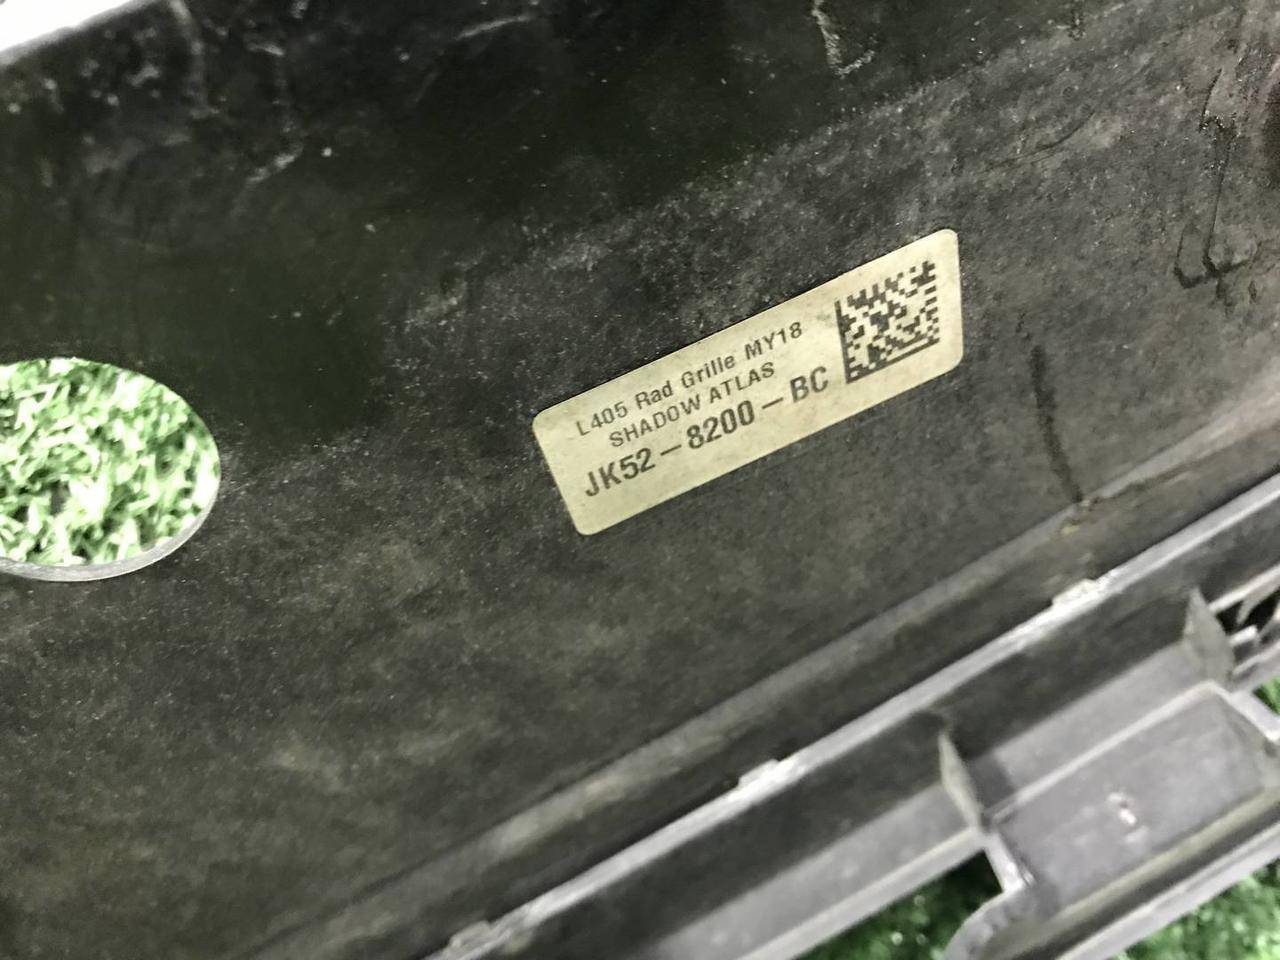 L405 Rad Grille MY18
SHADOW ATLAS
JK52-8200-BC